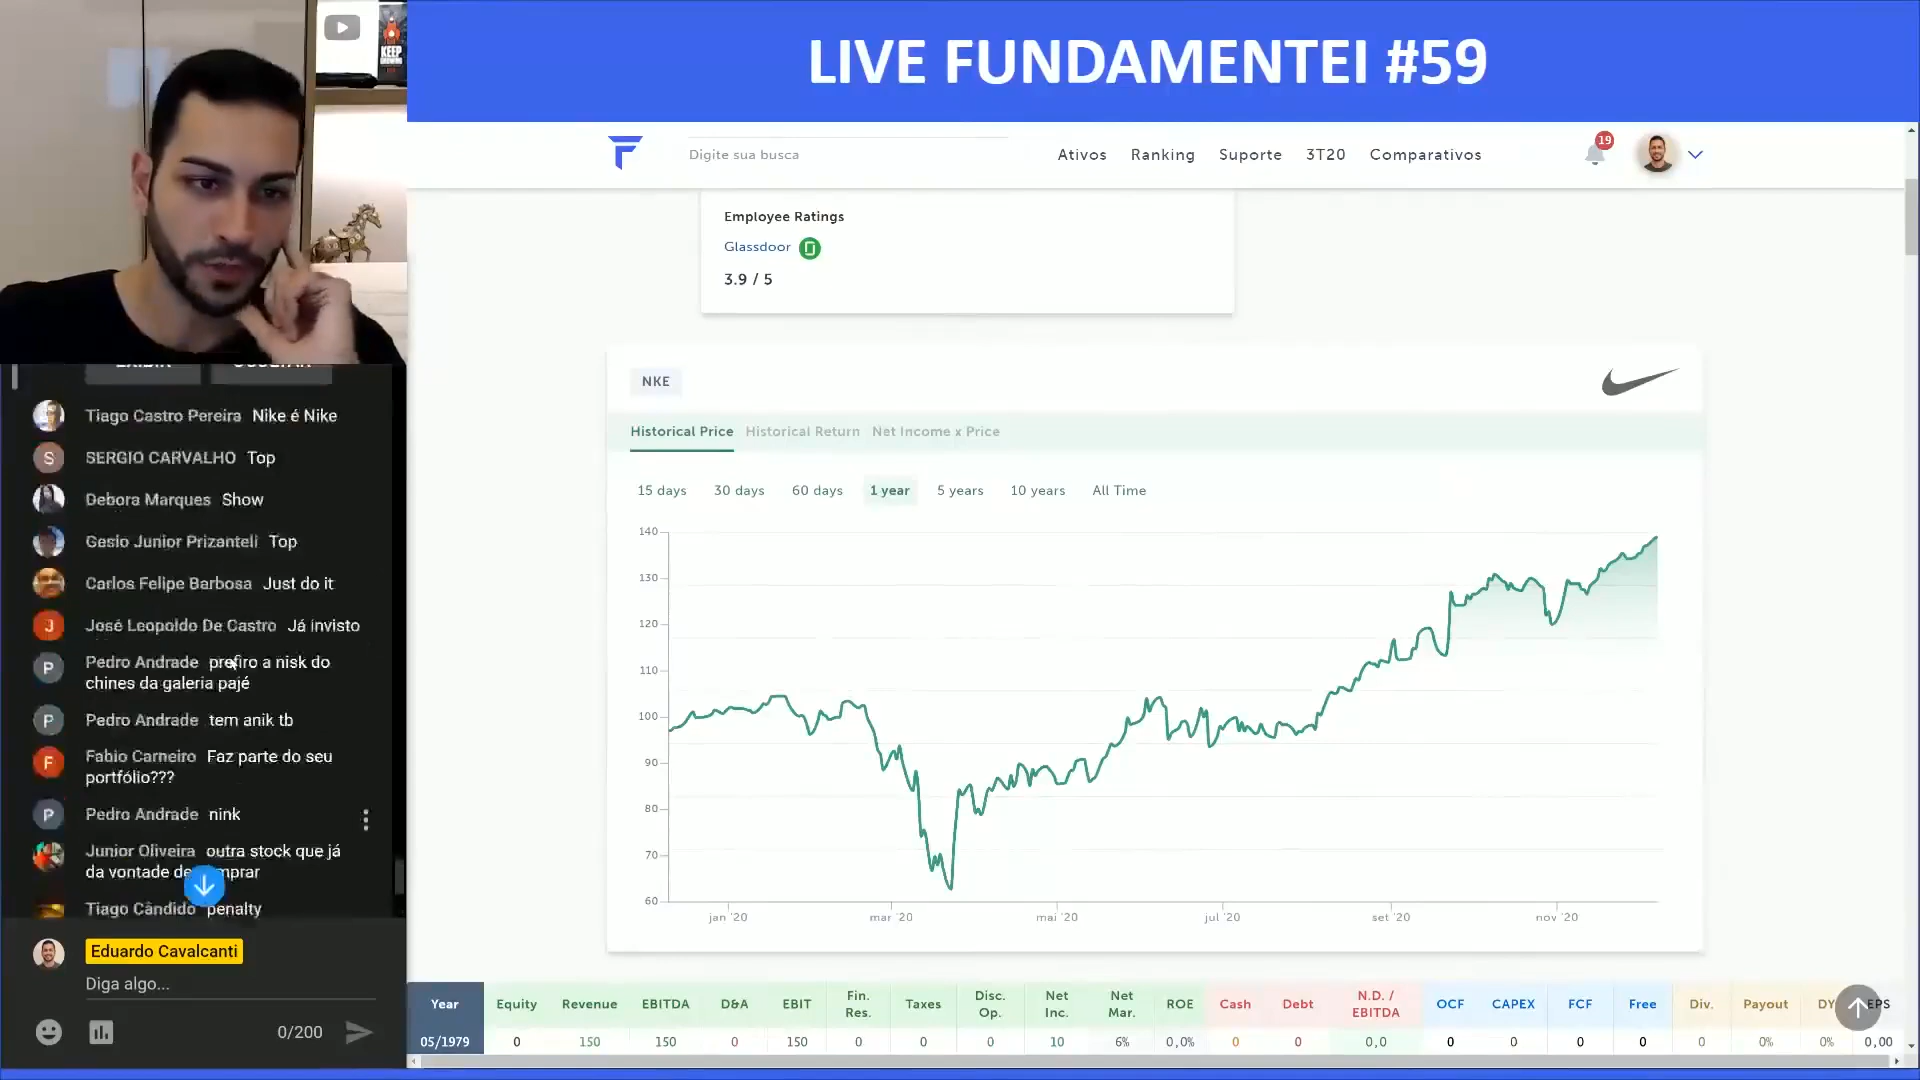 KEEP
GROWING
LIVE FUNDAMENTEI #59
Digite sua busca
Ativos Ranking Suporte 3T20 Comparativos
19
Employee Ratings
Glassdoor
3.9 / 5
NKE
Historical Price Historical Return Net Income x Price
15 days 30 days 60 days 1 year 5 years 10 years All Time
140
130
120
110
100
90
80
70
60
jan '20 mar '20 mai '20 jul '20 set '20 nov '20
Year Equity Revenue EBITDA D&A EBIT Fin. Res. Taxes Disc. Op. Net Inc. Net Mar. ROE Cash Debt N.D. / EBITDA OCF CAPEX FCF Free Div. Payout DY EPS
05/1979 0 150 150 0 150 0 0 0 10 6% 0,0% 0 0 0,0 0 0 0 0 0 0% 0% 0,00
EXIBIR OCULTAR
Tiago Castro Pereira Nike é Nike
S SERGIO CARVALHO Top
Debora Marques Show
Geslo Junior Prizanteli Top
Carlos Felipe Barbosa Just do it
J José Leopoldo De Castro Já invisto
P Pedro Andrade prefiro a nisk do
chines da galeria pajé
P Pedro Andrade tem anik tb
F Fabio Carneiro Faz parte do seu
portfólio???
P Pedro Andrade nink
Junior Oliveira outra stock que já
da vontade de mprar
Tiago Cândido penalty
Eduardo Cavalcanti
Diga algo...
0/200